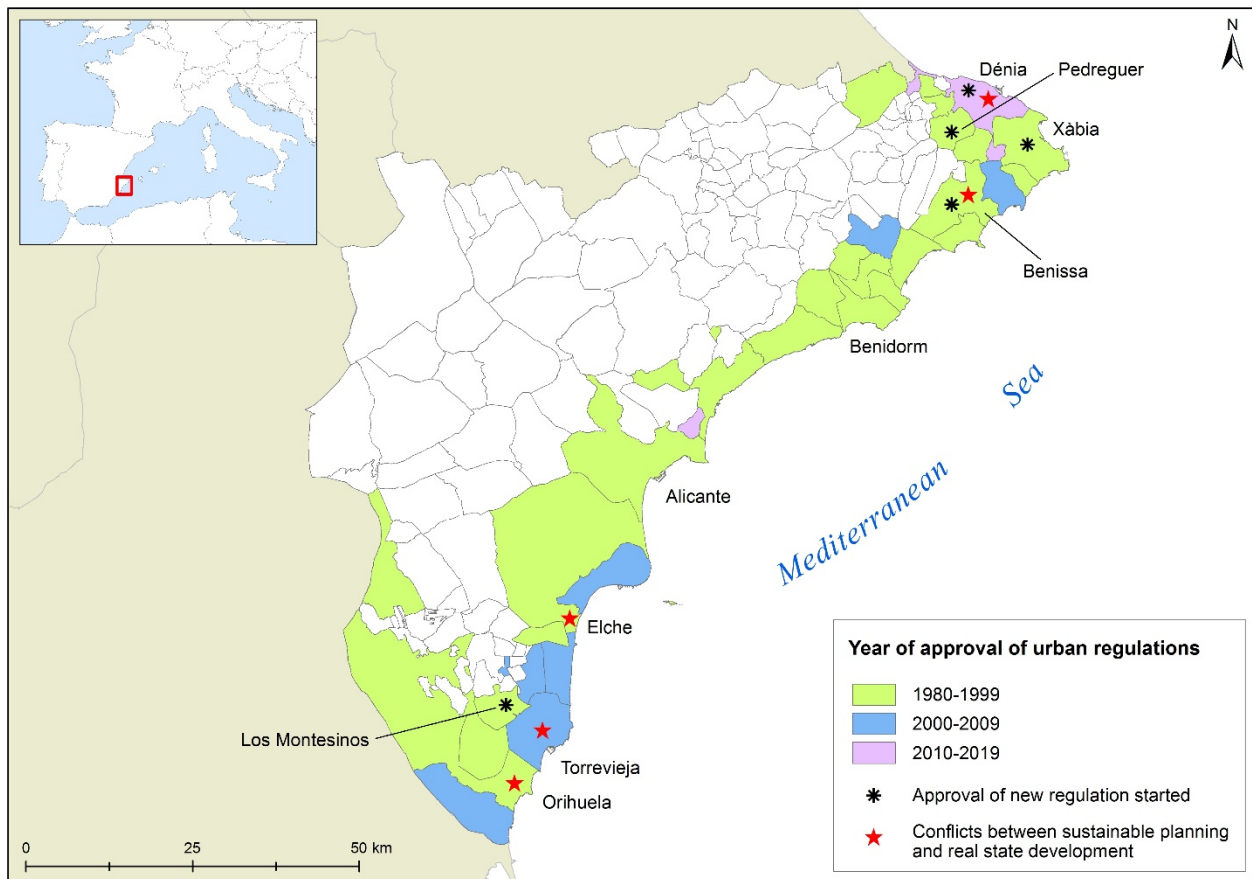 N
Dénia
Pedreguer
Xàbia
Benissa
Benidorm
Sea
Mediterranean
Alicante
Elche
Los Montesinos
Torrevieja
Orihuela
0 25 50 km
Year of approval of urban regulations
1980-1999
2000-2009
2010-2019
Approval of new regulation started
Conflicts between sustainable planning
and real state development